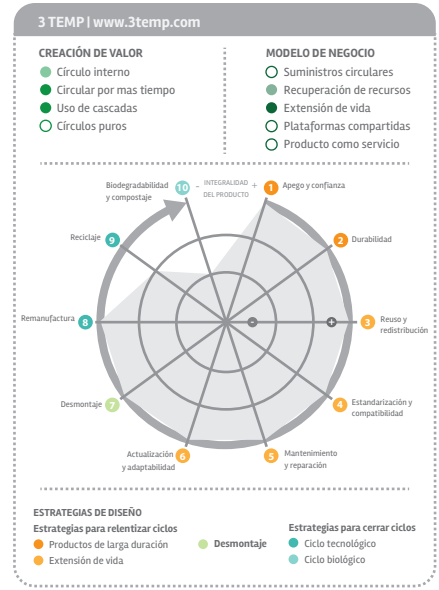 3 TEMP | www.3temp.com
CREACIÓN DE VALOR
Círculo interno
Circular por mas tiempo
Uso de cascadas
Círculos puros
MODELO DE NEGOCIO
Suministros circulares
Recuperación de recursos
Extensión de vida
Plataformas compartidas
Producto como servicio
Biodegradabilidad
y compostaje
10
- INTEGRALIDAD +
DEL PRODUCTO
1 Apego y confianza
2 Durabilidad
3 Reuso y
redistribución
4 Estandarización y
compatibilidad
5 Mantenimiento
y reparación
Actualización 6
y adaptabilidad
Desmontaje 7
Remanufactura 8
Reciclaje 9
- +
ESTRATEGIAS DE DISEÑO
Estrategias para relentizar ciclos
Productos de larga duración
Extensión de vida
Desmontaje
Estrategias para cerrar ciclos
Ciclo tecnológico
Ciclo biológico